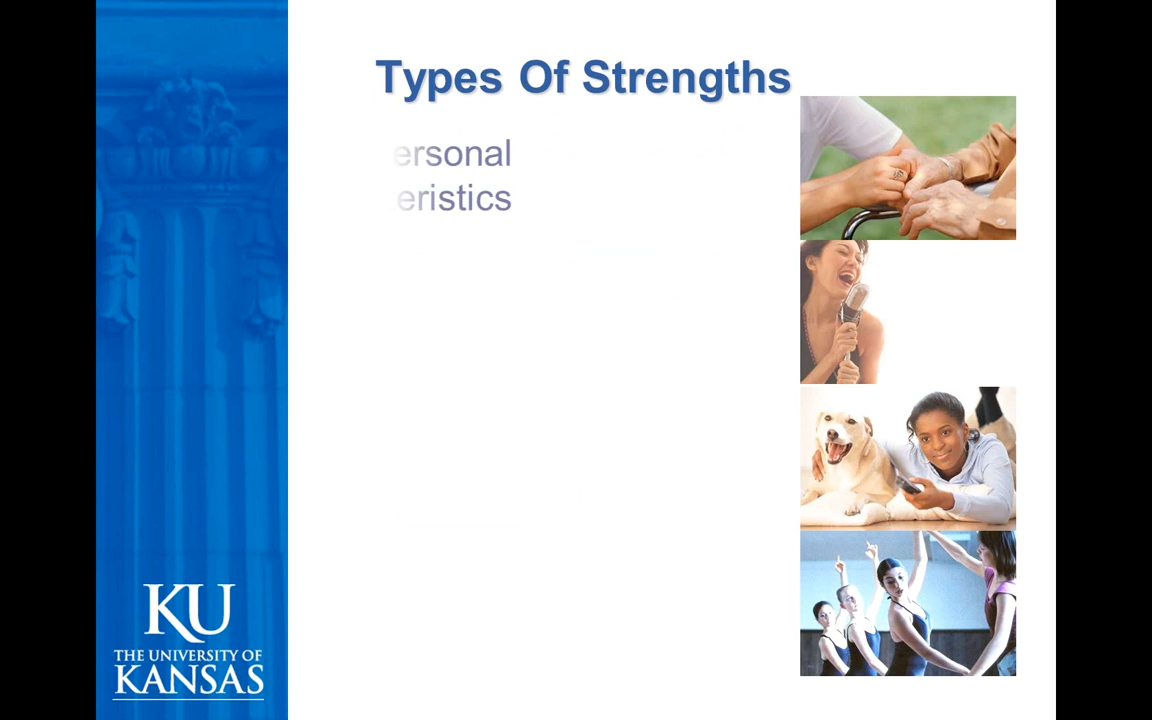 Types Of Strengths
ersonal
eristics
KU
THE UNIVERSITY OF
KANSAS